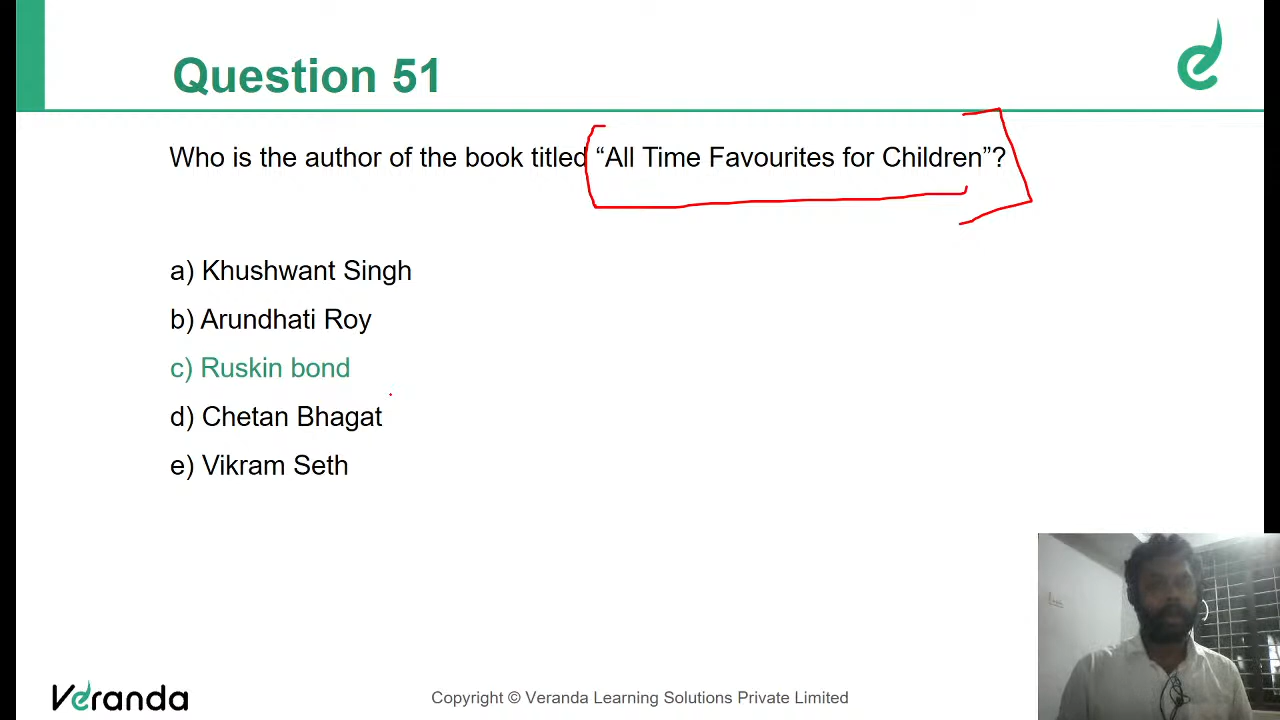 Question 51
Who is the author of the book titled “All Time Favourites for Children”?
a) Khushwant Singh
b) Arundhati Roy
c) Ruskin bond
d) Chetan Bhagat
e) Vikram Seth
Veranda
Copyright © Veranda Learning Solutions Private Limited